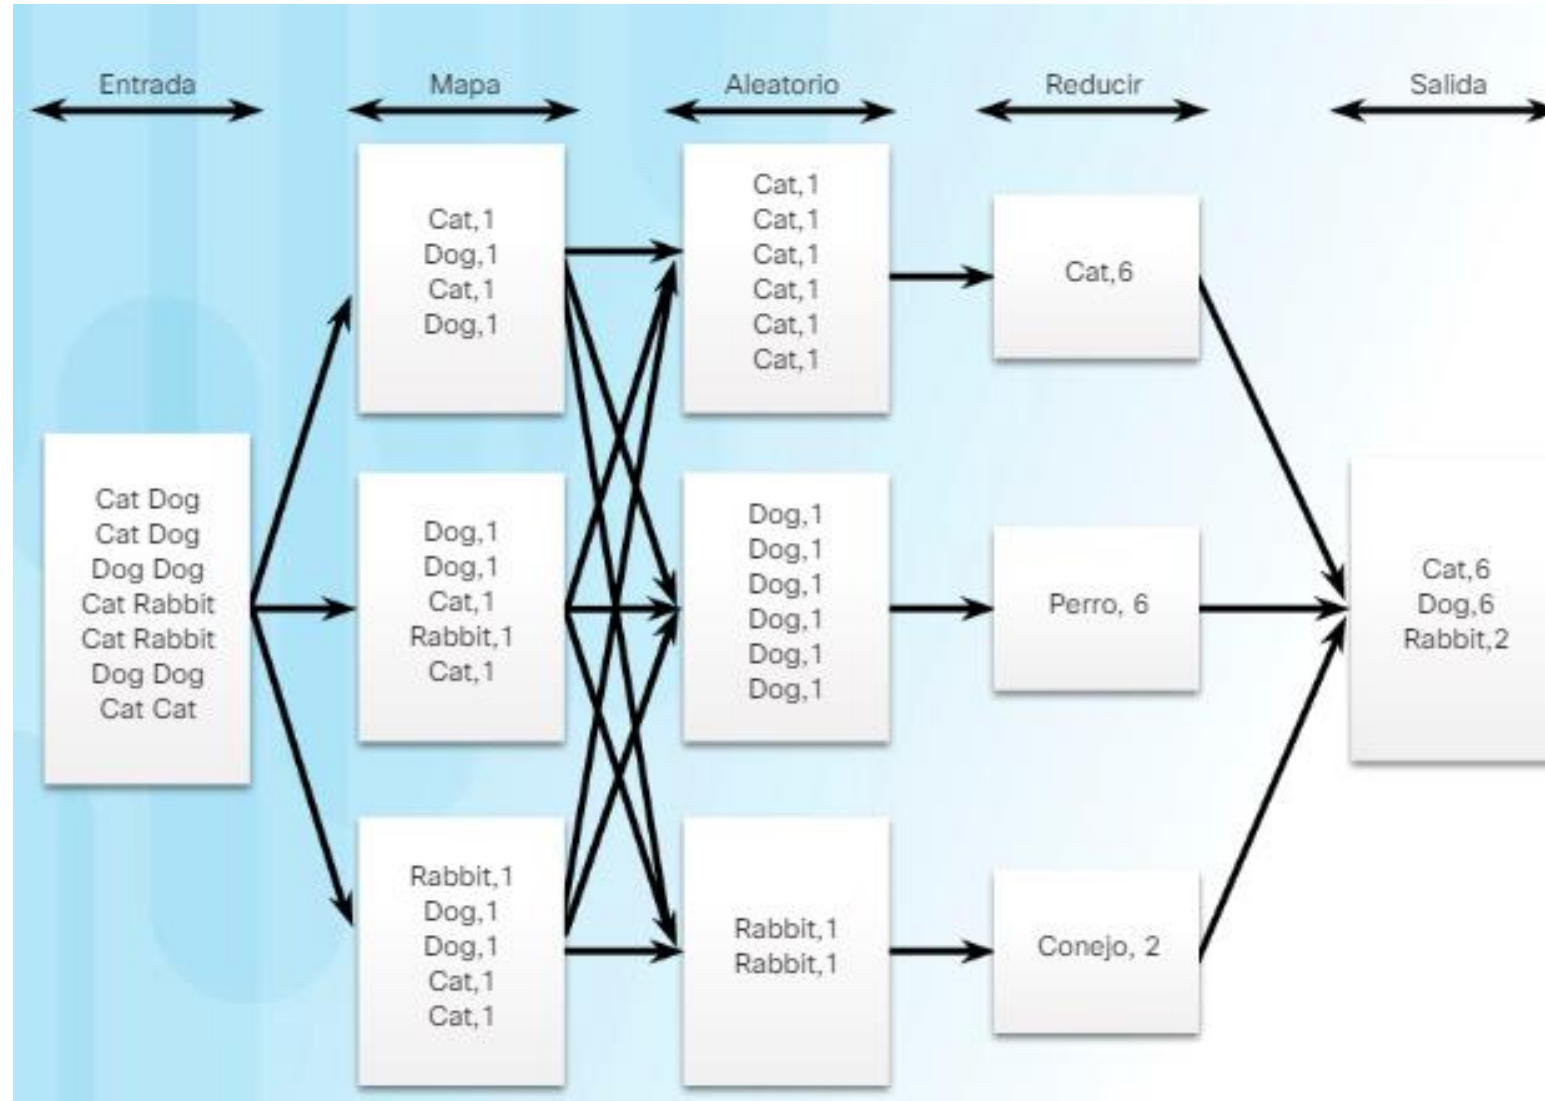 Entrada
Mapa
Aleatorio
Reducir
Salida
Cat Dog
Cat Dog
Dog Dog
Cat Rabbit
Cat Rabbit
Dog Dog
Cat Cat
Cat,1
Dog,1
Cat,1
Dog,1
Dog,1
Dog,1
Cat,1
Rabbit,1
Cat,1
Rabbit,1
Dog,1
Dog,1
Cat,1
Cat,1
Cat,1
Cat,1
Cat,1
Cat,1
Cat,1
Cat,1
Dog,1
Dog,1
Dog,1
Dog,1
Dog,1
Dog,1
Rabbit,1
Rabbit,1
Cat,6
Perro, 6
Conejo, 2
Cat,6
Dog,6
Rabbit,2